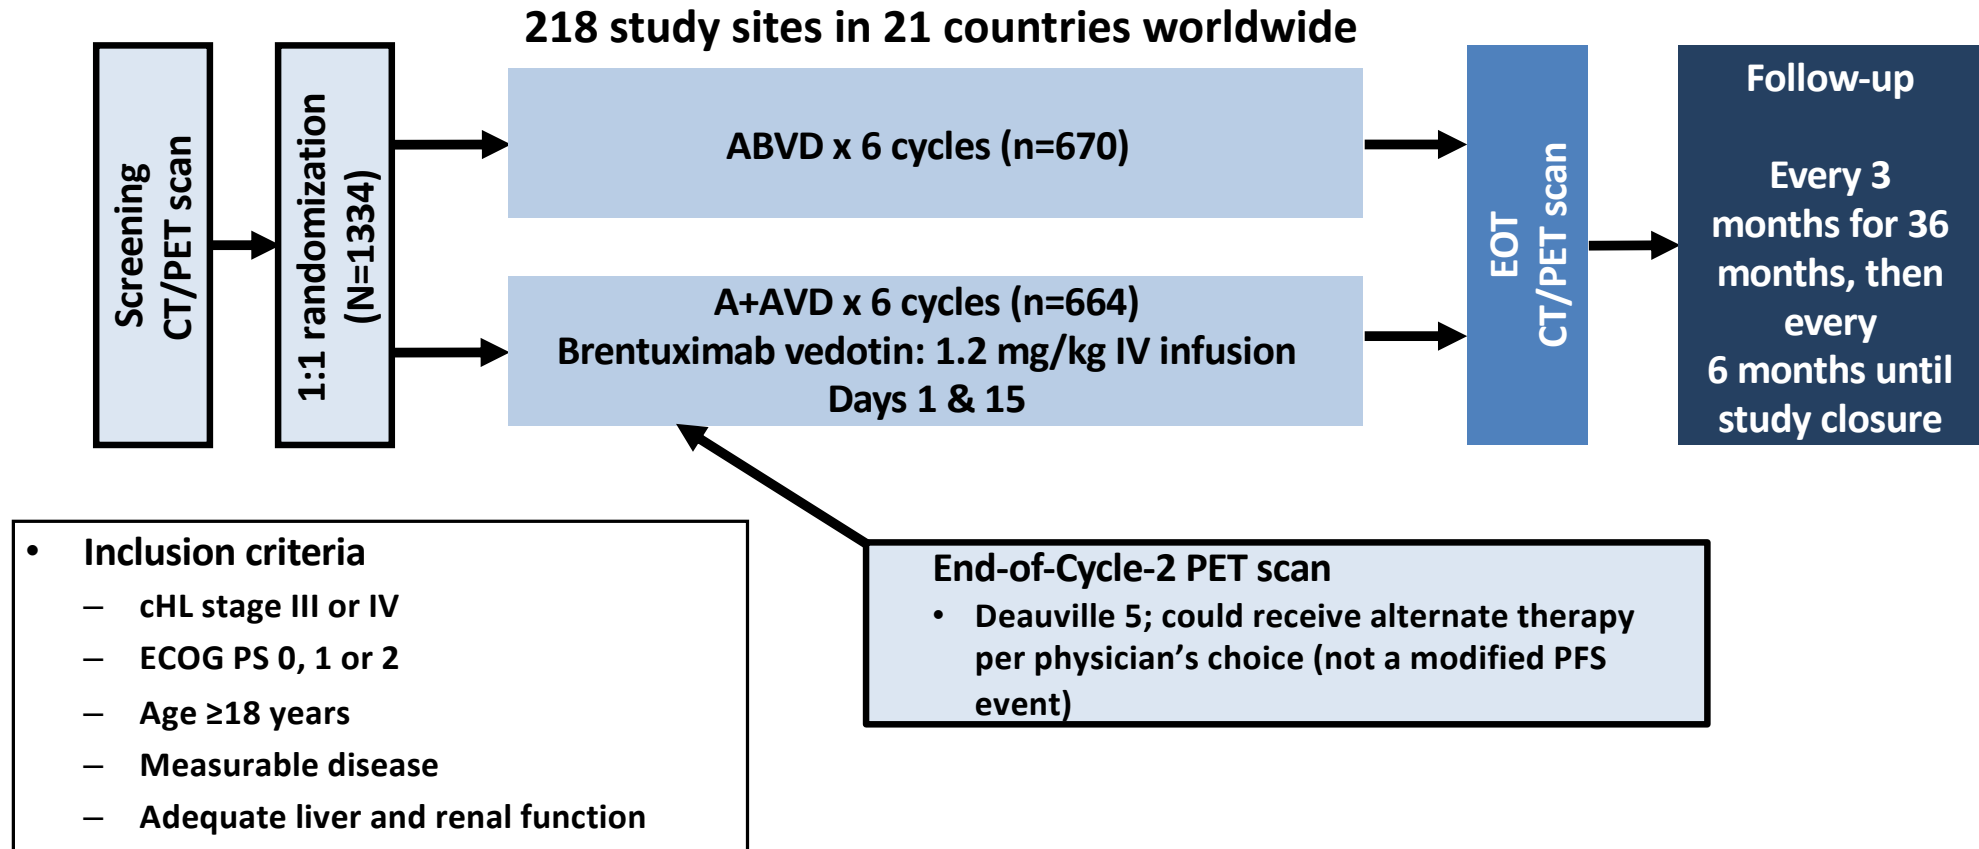 218 study sites in 21 countries worldwide
Screening
CT/PET scan
1:1 randomization
(N=1334)
ABVD x 6 cycles (n=670)
A+AVD x 6 cycles (n=664)
Brentuximab vedotin: 1.2 mg/kg IV infusion
Days 1 & 15
EOT
CT/PET scan
Follow-up
Every 3
months for 36
months, then
every
6 months until
study closure
• Inclusion criteria
– cHL stage III or IV
– ECOG PS 0, 1 or 2
– Age ≥18 years
– Measurable disease
– Adequate liver and renal function
End-of-Cycle-2 PET scan
• Deauville 5; could receive alternate therapy
per physician’s choice (not a modified PFS
event)